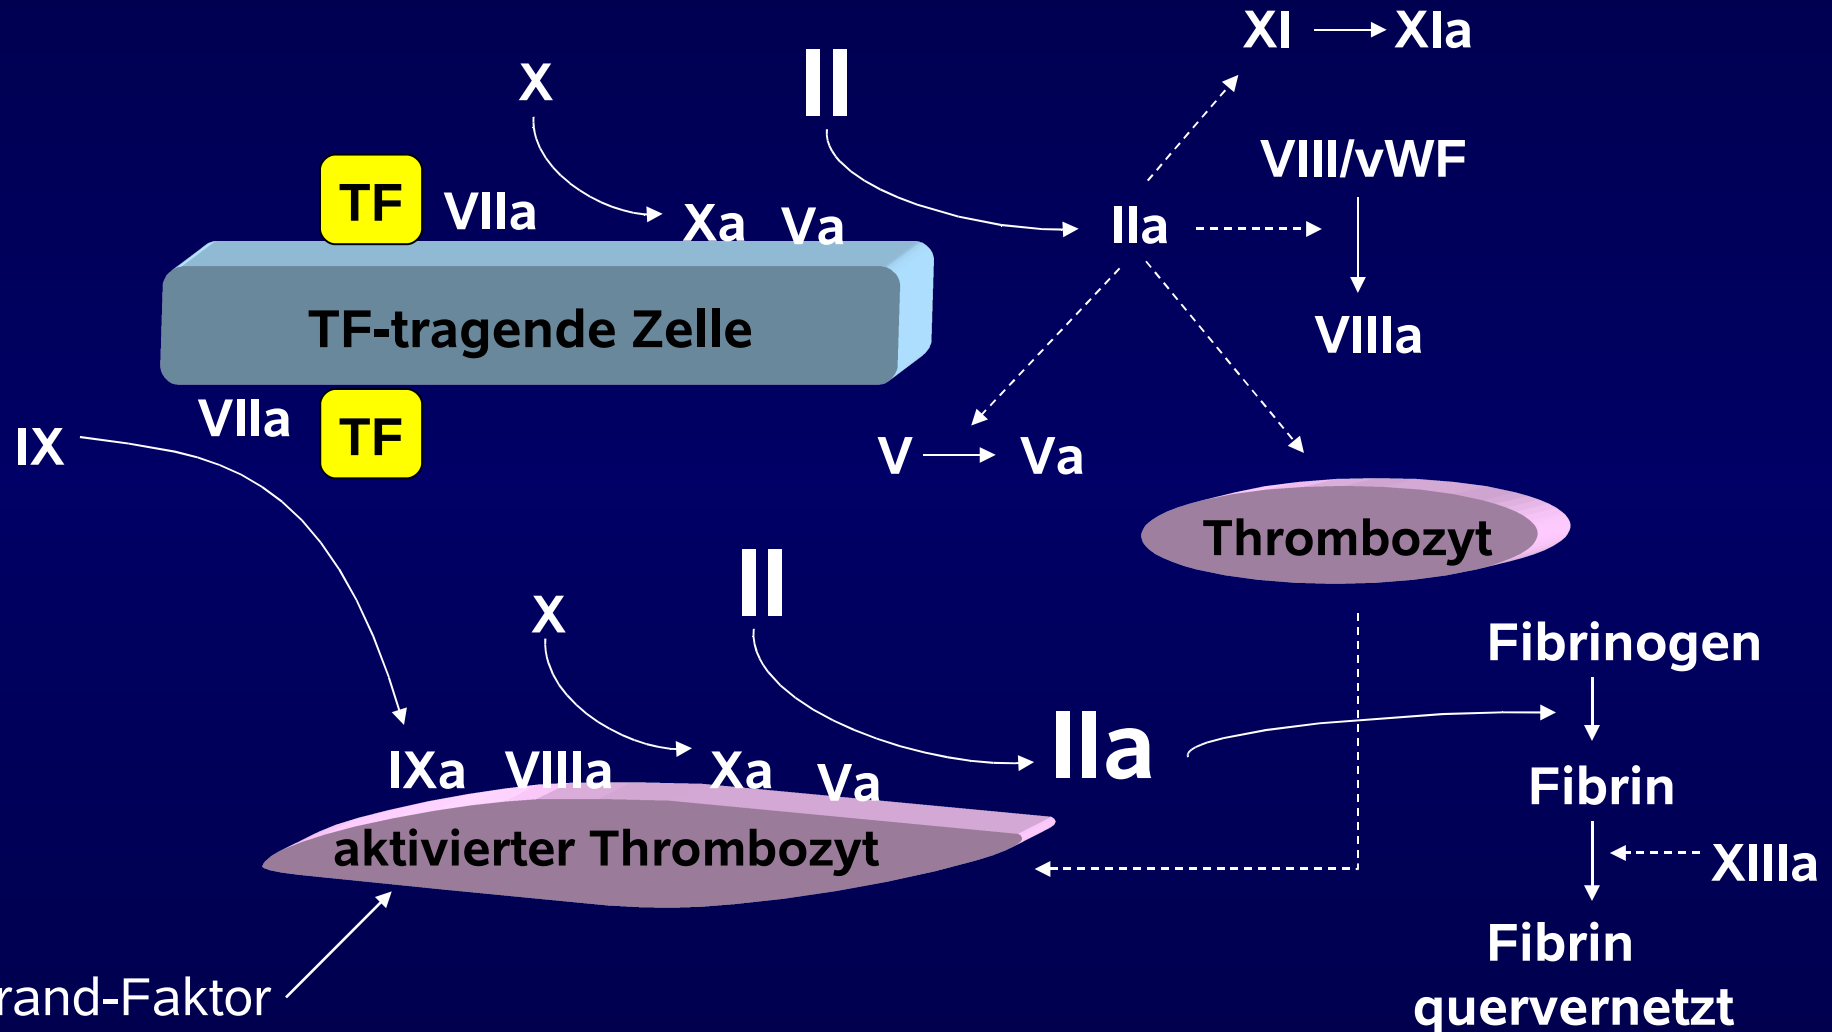 XI XIa
X
II
VIII/vWF
TF VIIa Xa Va IIa
TF-tragende Zelle
VIIIa
VIIa TF
IX
V Va
Thrombozyt
II
X
Fibrinogen
IIa
IXa VIIIa Xa Va
Fibrin
aktivierter Thrombozyt
XIIIa
Fibrin
quervernetzt
rand-Faktor